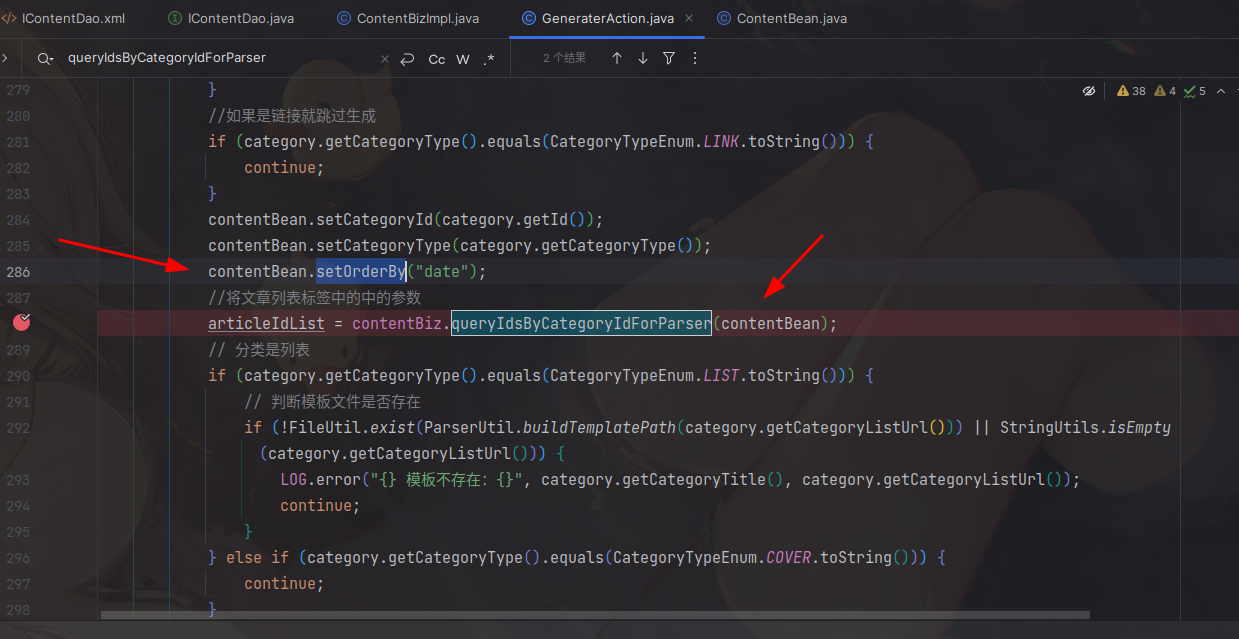 IContentDao.xml IContentDao.java ContentBizImpl.java GeneraterAction.java ContentBean.java
queryIdsByCategoryIdForParser Cc W .* 2 个结果
38 4 5
279 }
280 //如果是链接就跳过生成
281 if (category.getCategoryType().equals(CategoryTypeEnum.LINK.toString())) {
282 continue;
283 }
284 contentBean.setCategoryId(category.getId());
285 contentBean.setCategoryType(category.getCategoryType());
286 contentBean.setOrderBy("date");
287 //将文章列表标签中的中的参数
articleIdList = contentBiz.queryIdsByCategoryIdForParser(contentBean);
289 // 分类是列表
290 if (category.getCategoryType().equals(CategoryTypeEnum.LIST.toString())) {
291 // 判断模板文件是否存在
292 if (!FileUtil.exist(ParserUtil.buildTemplatePath(category.getCategoryListUrl())) || StringUtils.isEmpty
(category.getCategoryListUrl())) {
293 LOG.error("{} 模板不存在：{}", category.getCategoryTitle(), category.getCategoryListUrl());
294 continue;
295 }
296 } else if (category.getCategoryType().equals(CategoryTypeEnum.COVER.toString())) {
297 continue;
298 }